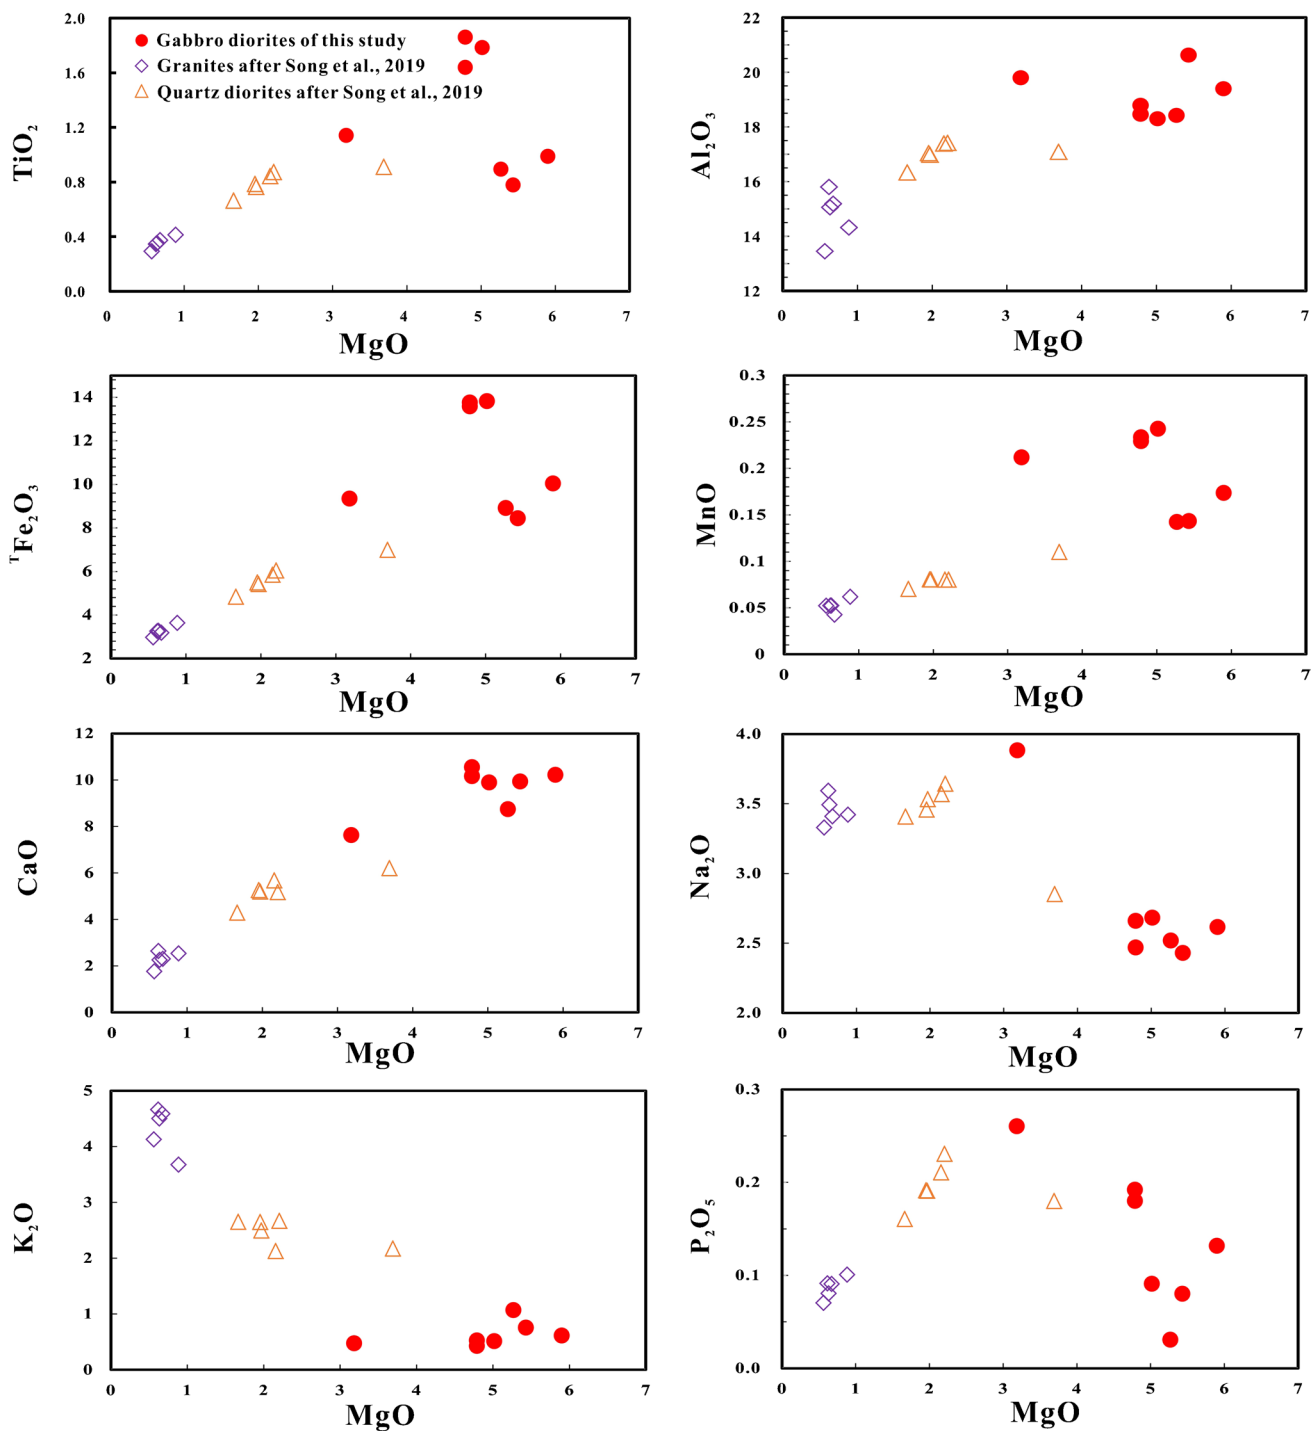 TiO₂
2.0
1.6
1.2
0.8
0.4
0.0
Gabbro diorites of this study
Granites after Song et al., 2019
Quartz diorites after Song et al., 2019
0 1 2 3 4 5 6 7
MgO
Al₂O₃
22
20
18
16
14
12
0 1 2 3 4 5 6 7
MgO
ᵀFe₂O₃
14
12
10
8
6
4
2
0 1 2 3 4 5 6 7
MgO
MnO
0.3
0.25
0.2
0.15
0.1
0.05
0
0 1 2 3 4 5 6 7
MgO
CaO
12
10
8
6
4
2
0
0 1 2 3 4 5 6 7
MgO
Na₂O
4.0
3.5
3.0
2.5
2.0
0 1 2 3 4 5 6 7
MgO
K₂O
5
4
3
2
1
0
0 1 2 3 4 5 6 7
MgO
P₂O₅
0.3
0.2
0.1
0.0
0 1 2 3 4 5 6 7
MgO